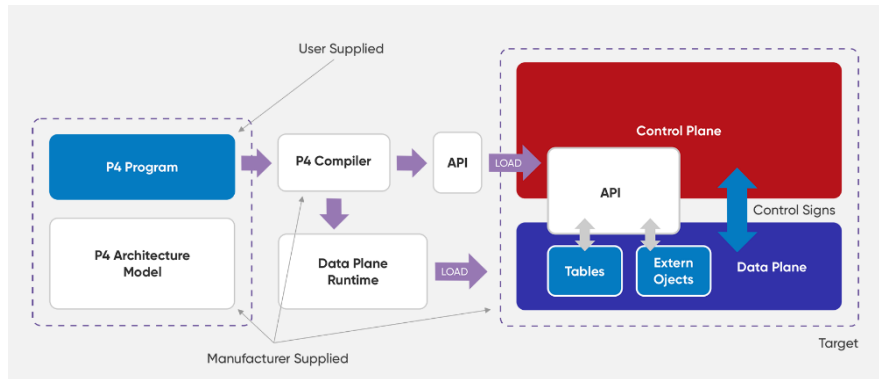 User Supplied
Control Plane
P4 Program
P4 Compiler
API
LOAD
API
Control Signs
P4 Architecture
Model
Data Plane
Runtime
LOAD
Tables
Extern
Ojects
Data Plane
Manufacturer Supplied
Target